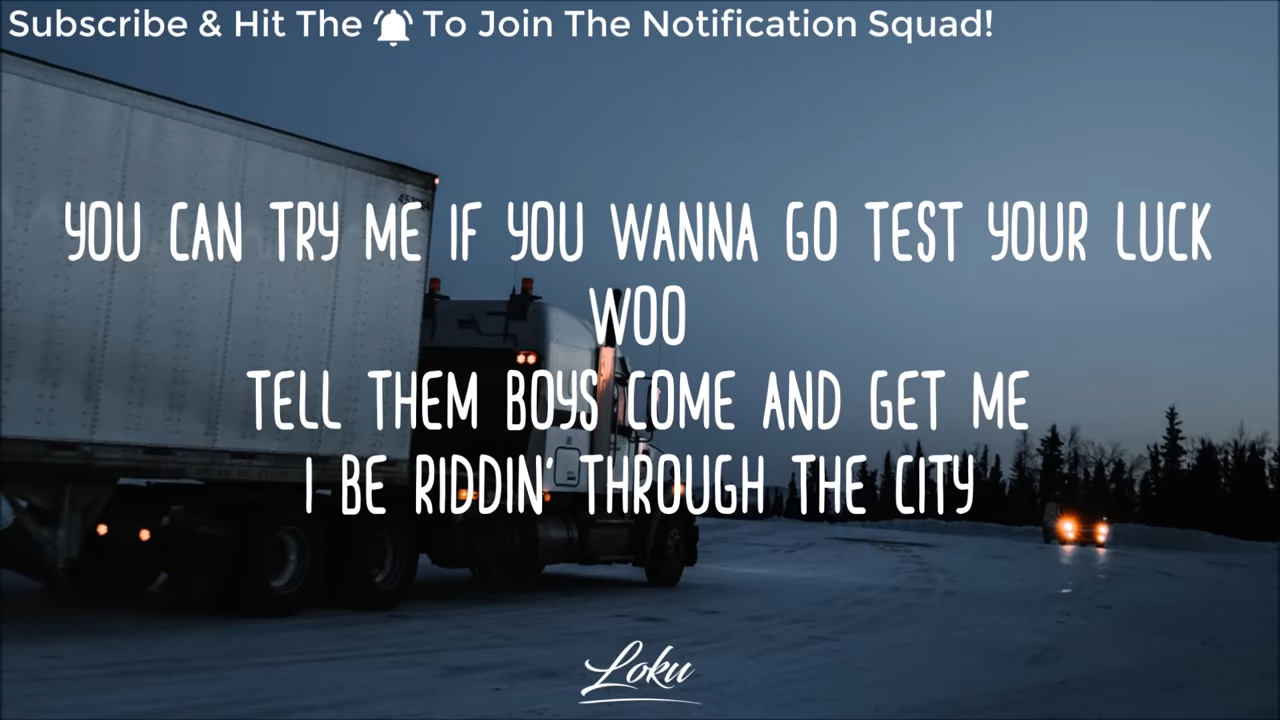 Subscribe & Hit The 🔔 To Join The Notification Squad!
YOU CAN TRY ME IF YOU WANNA GO TEST YOUR LUCK
WOO
TELL THEM BOYS COME AND GET ME
I BE RIDDIN' THROUGH THE CITY
Loku